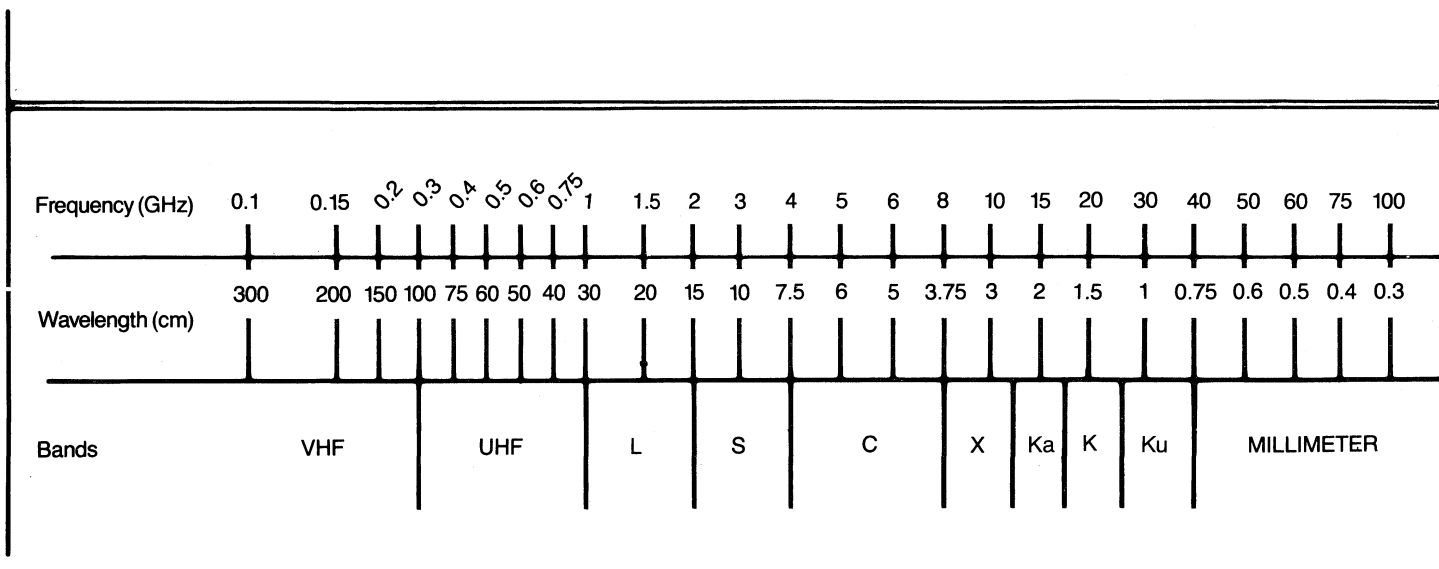 Frequency (GHz) 0.1 0.15 0.2 0.3 0.4 0.5 0.6 0.75 1 1.5 2 3 4 5 6 8 10 15 20 30 40 50 60 75 100
Wavelength (cm) 300 200 150 100 75 60 50 40 30 20 15 10 7.5 6 5 3.75 3 2 1.5 1 0.75 0.6 0.5 0.4 0.3
Bands VHF UHF L S C X Ka K Ku MILLIMETER